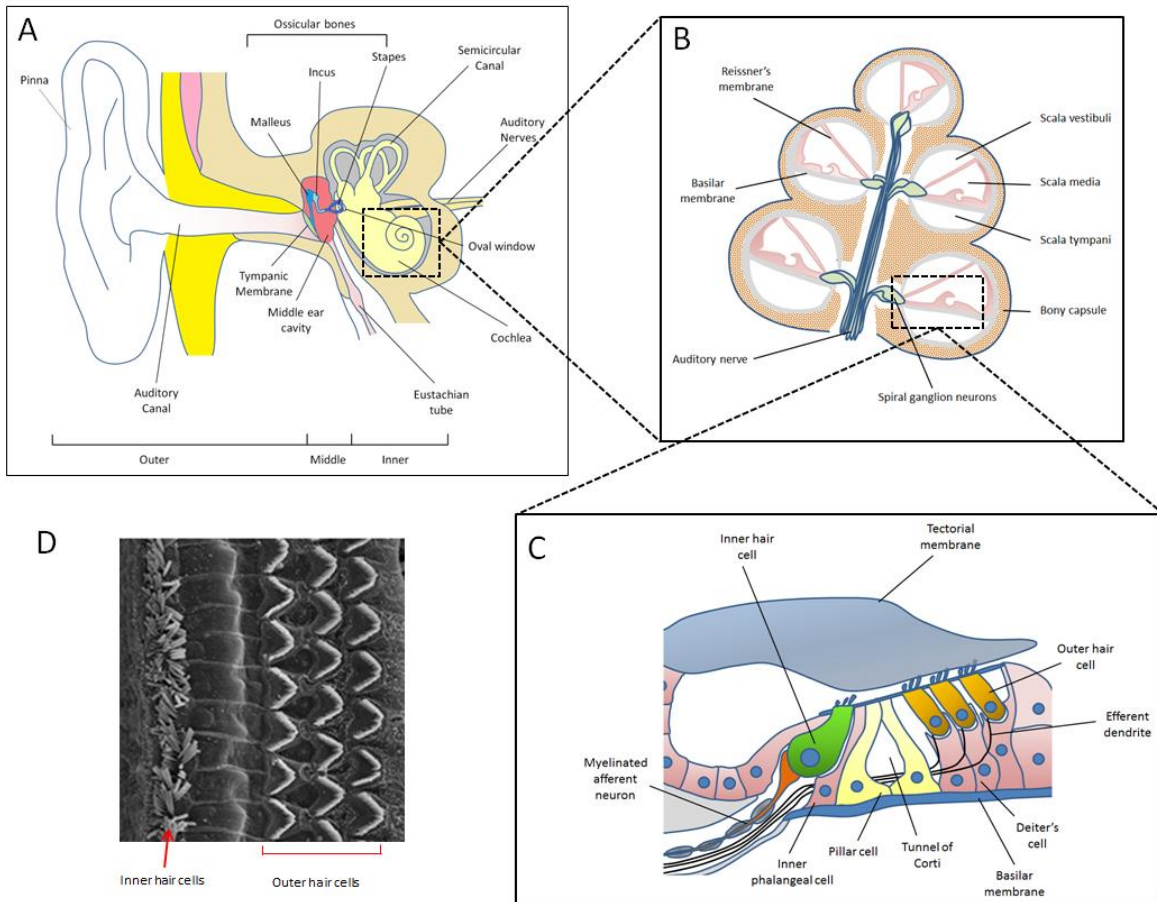 A
Ossicular bones
Stapes
Semicircular
Canal
Incus
Pinna
Malleus
Auditory
Nerves
Oval window
Tympanic
Membrane
Middle ear
cavity
Cochlea
Auditory
Canal
Eustachian
tube
Outer
Middle
Inner
B
Reissner's
membrane
Scala vestibuli
Basilar
membrane
Scala media
Scala tympani
Bony capsule
Auditory nerve
Spiral ganglion neurons
C
Tectorial
membrane
Inner hair
cell
Outer hair
cell
Efferent
dendrite
Myelinated
afferent
neuron
Deiter's
cell
Pillar cell
Tunnel of
Corti
Inner
phalangeal cell
Basilar
membrane
D
Inner hair cells
Outer hair cells